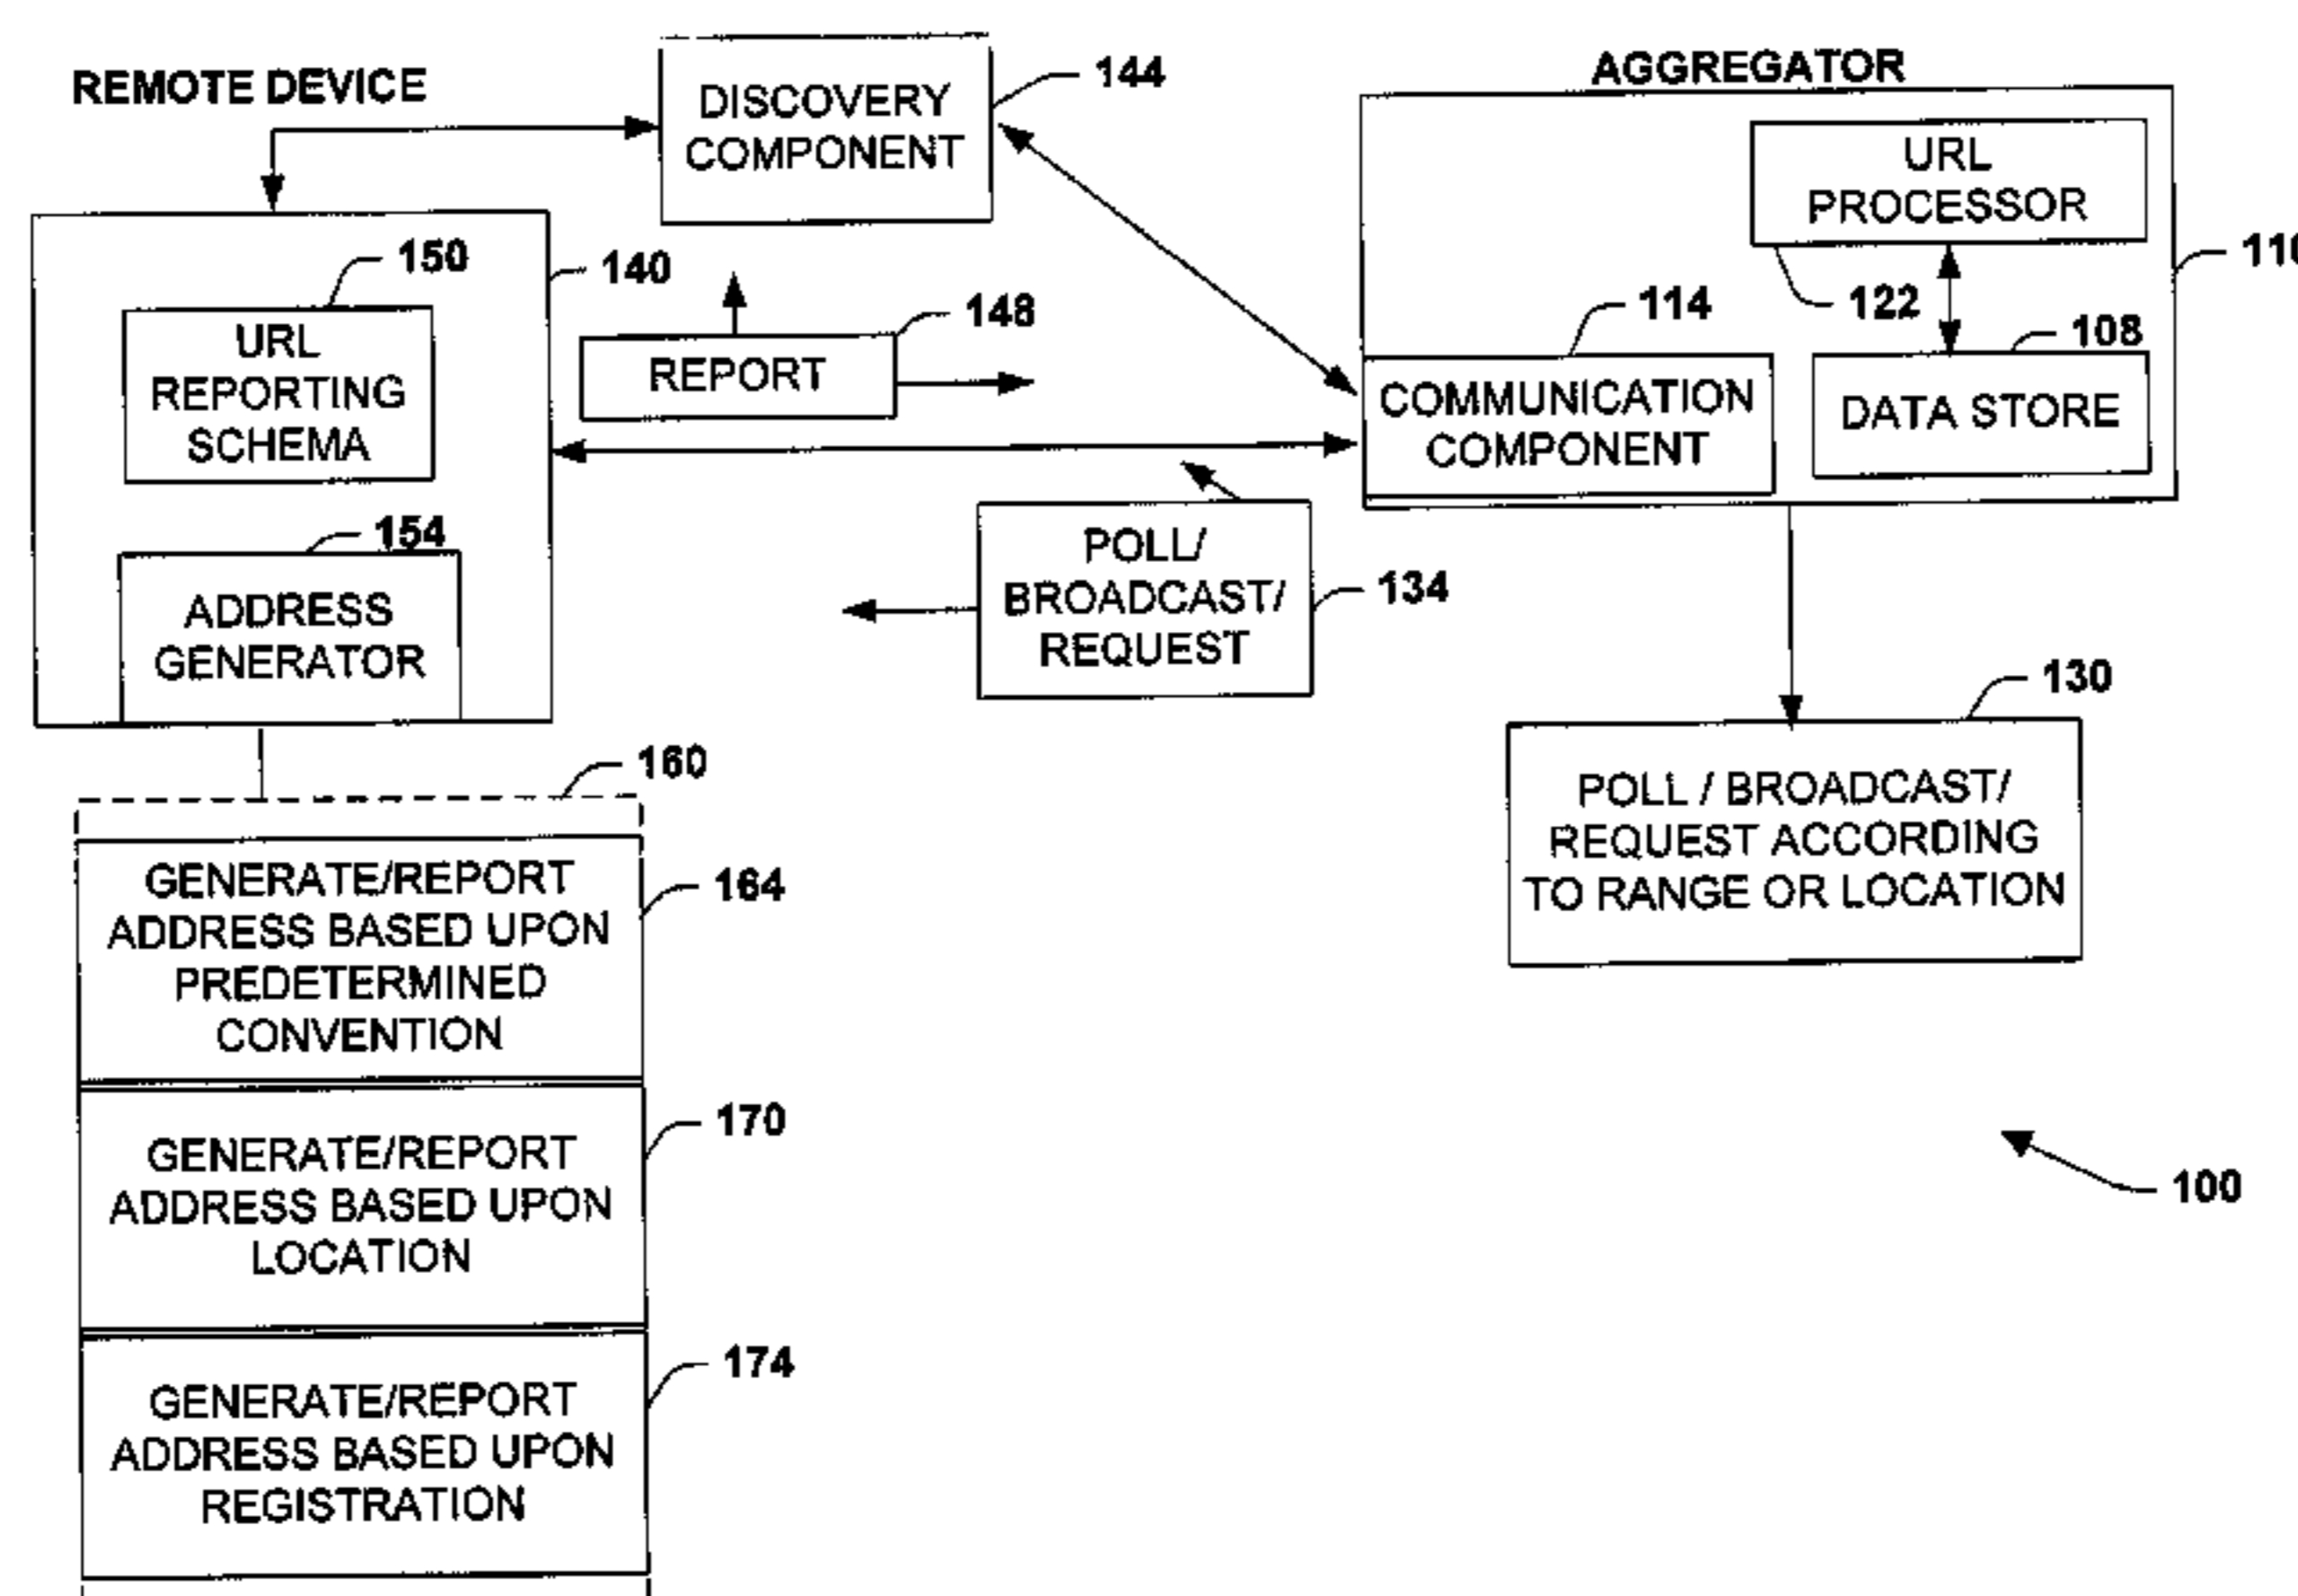 REMOTE DEVICE
DISCOVERY
COMPONENT
144
AGGREGATOR
URL
PROCESSOR
110
122
150
140
URL
REPORTING
SCHEMA
REPORT
148
114
COMMUNICATION
COMPONENT
108
DATA STORE
154
ADDRESS
GENERATOR
POLL/
BROADCAST/
REQUEST
134
130
POLL / BROADCAST/
REQUEST ACCORDING
TO RANGE OR LOCATION
160
GENERATE/REPORT
ADDRESS BASED UPON
PREDETERMINED
CONVENTION
164
GENERATE/REPORT
ADDRESS BASED UPON
LOCATION
170
100
GENERATE/REPORT
ADDRESS BASED UPON
REGISTRATION
174